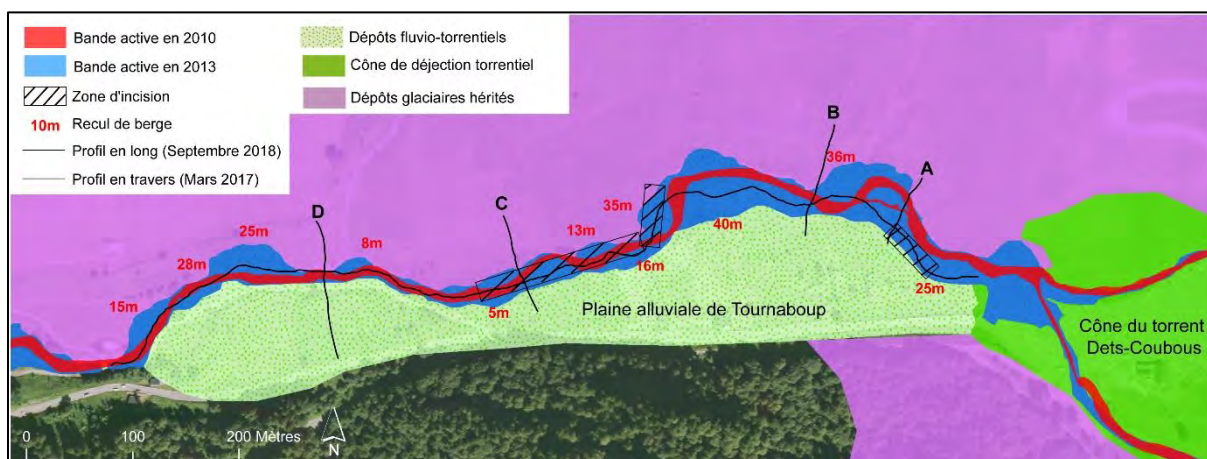 Bande active en 2010
Bande active en 2013
Zone d'incision
10m Recul de berge
Profil en long (Septembre 2018)
Profil en travers (Mars 2017)
Dépôts fluvio-torrentiels
Cône de déjection torrentiel
Dépôts glaciaires hérités
B
36m
A
D
C
35m
25m
13m
40m
8m
28m
16m
25m
15m
5m
Plaine alluviale de Tournaboup
Cône du torrent
Dets-Coubous
0 100 200 Mètres
N